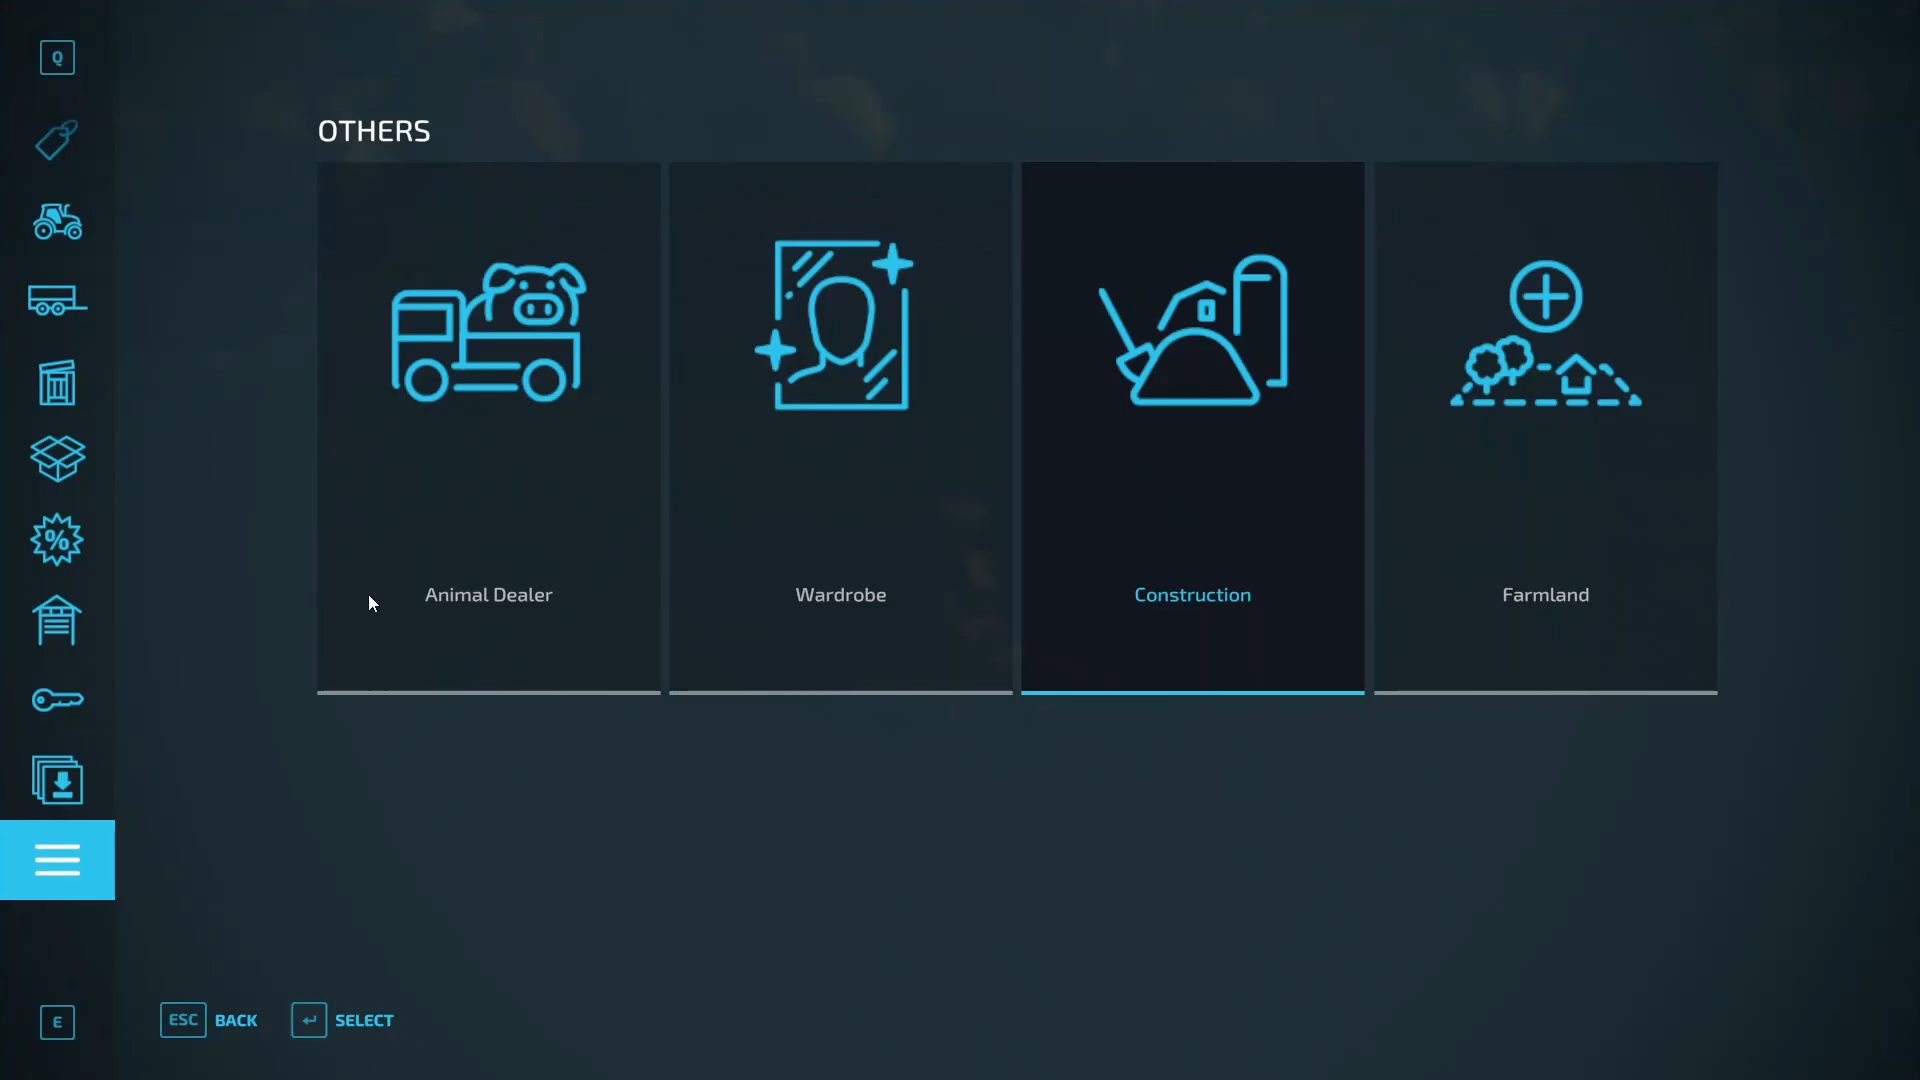 Q
OTHERS
%
Animal Dealer
Wardrobe
Construction
Farmland
E
ESC BACK
SELECT